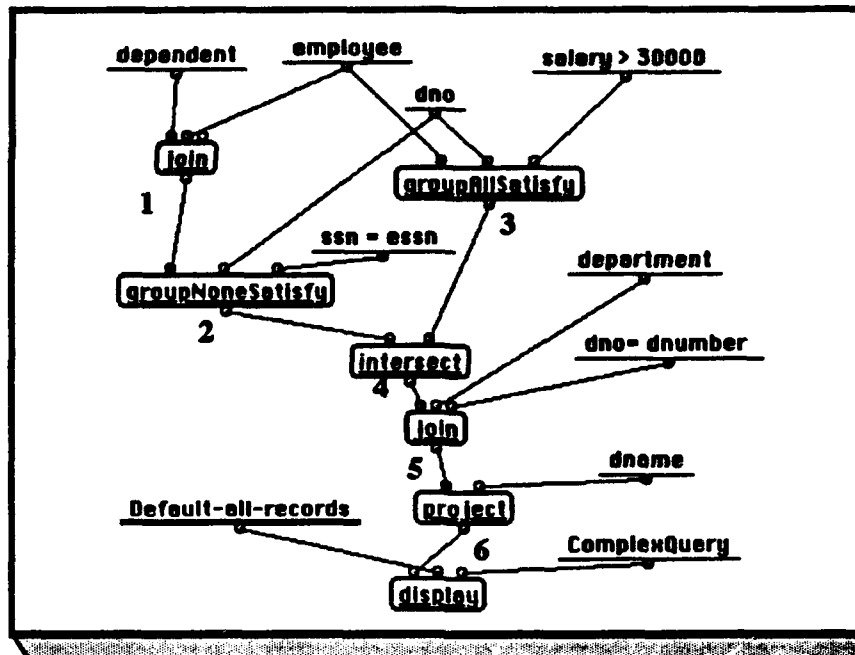 dependent
employee
salary > 30000
dno
join
1
groupAllSatisfy
3
ssn = essn
department
groupNoneSatisfy
2
dno= dnumber
intersect
4
join
5
dname
Default-all-records
project
6
ComplexQuery
display